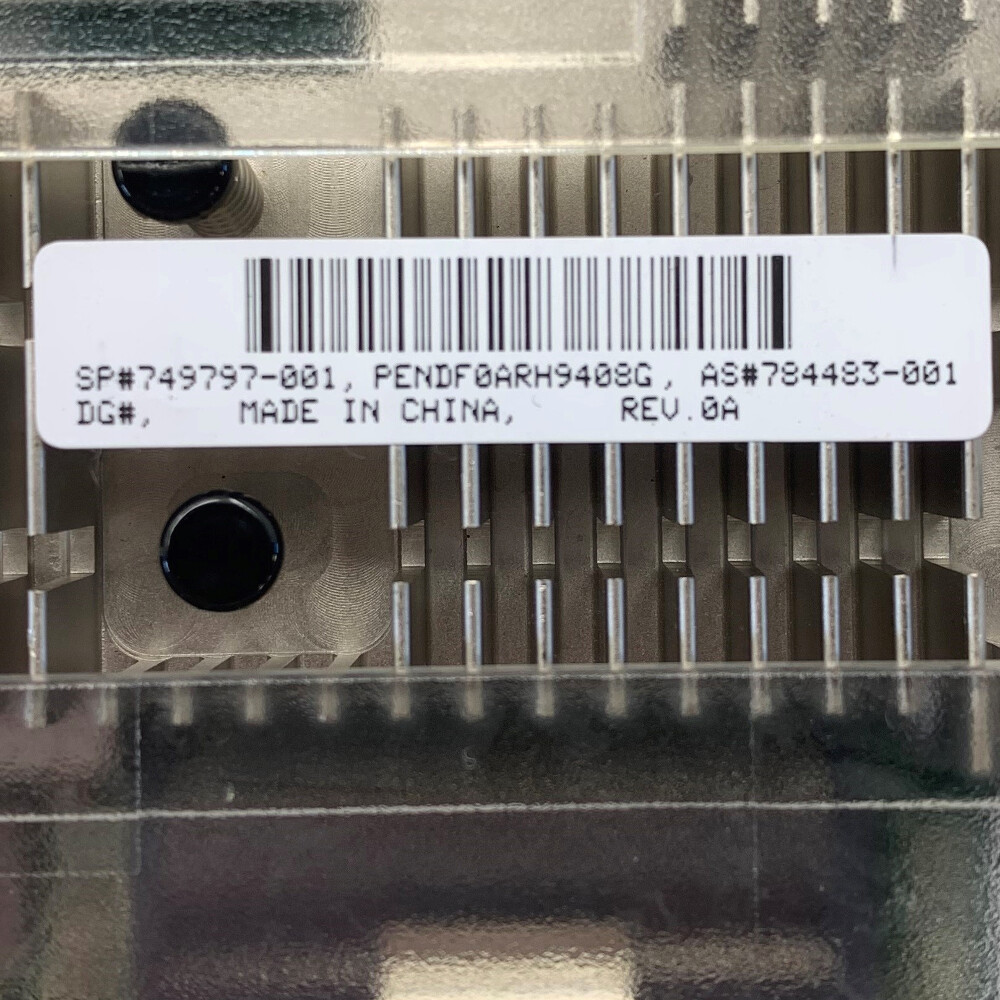 SP#749797-001, PENDF0ARH9408G, AS#784483-001
DG#, MADE IN CHINA, REV.0A